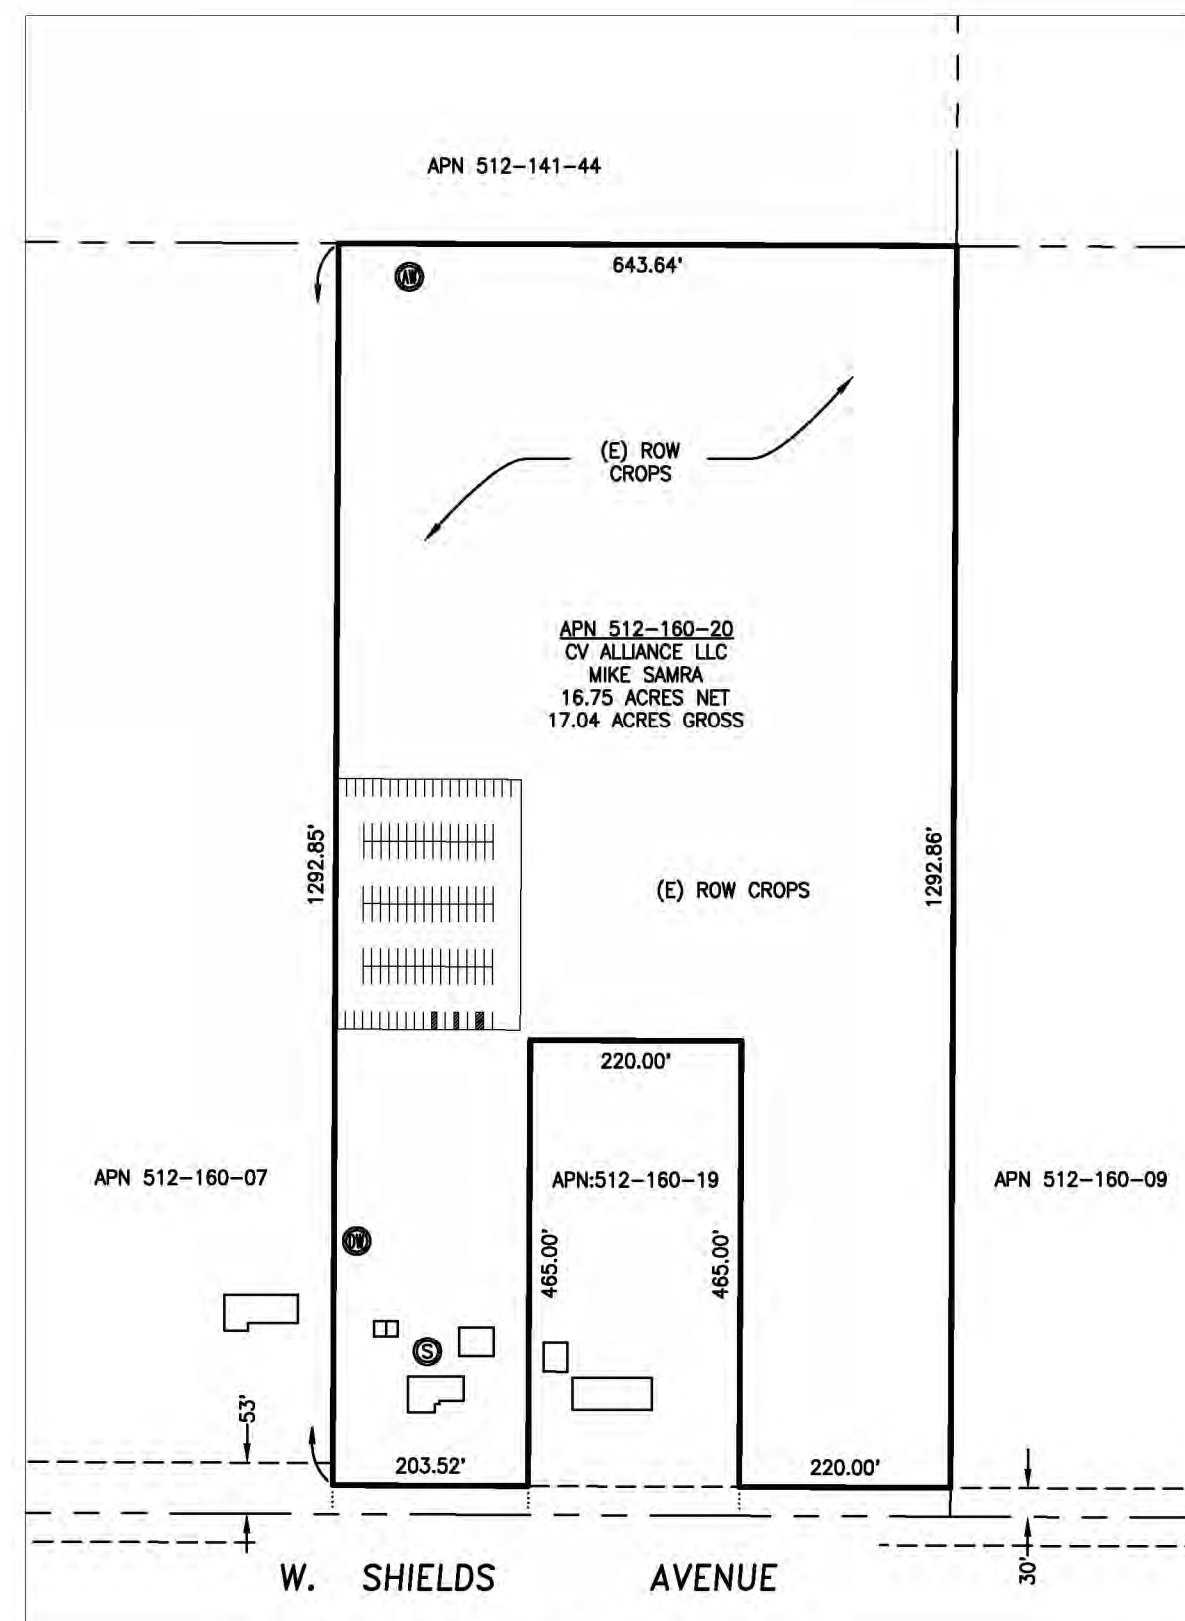 APN 512-141-44
643.64'
AW
(E) ROW
CROPS
APN 512-160-20
CV ALLIANCE LLC
MIKE SAMRA
16.75 ACRES NET
17.04 ACRES GROSS
1292.85'
1292.86'
(E) ROW CROPS
220.00'
APN 512-160-07
APN:512-160-19
APN 512-160-09
DW
465.00'
465.00'
S
53'
203.52'
220.00'
30'
W. SHIELDS AVENUE